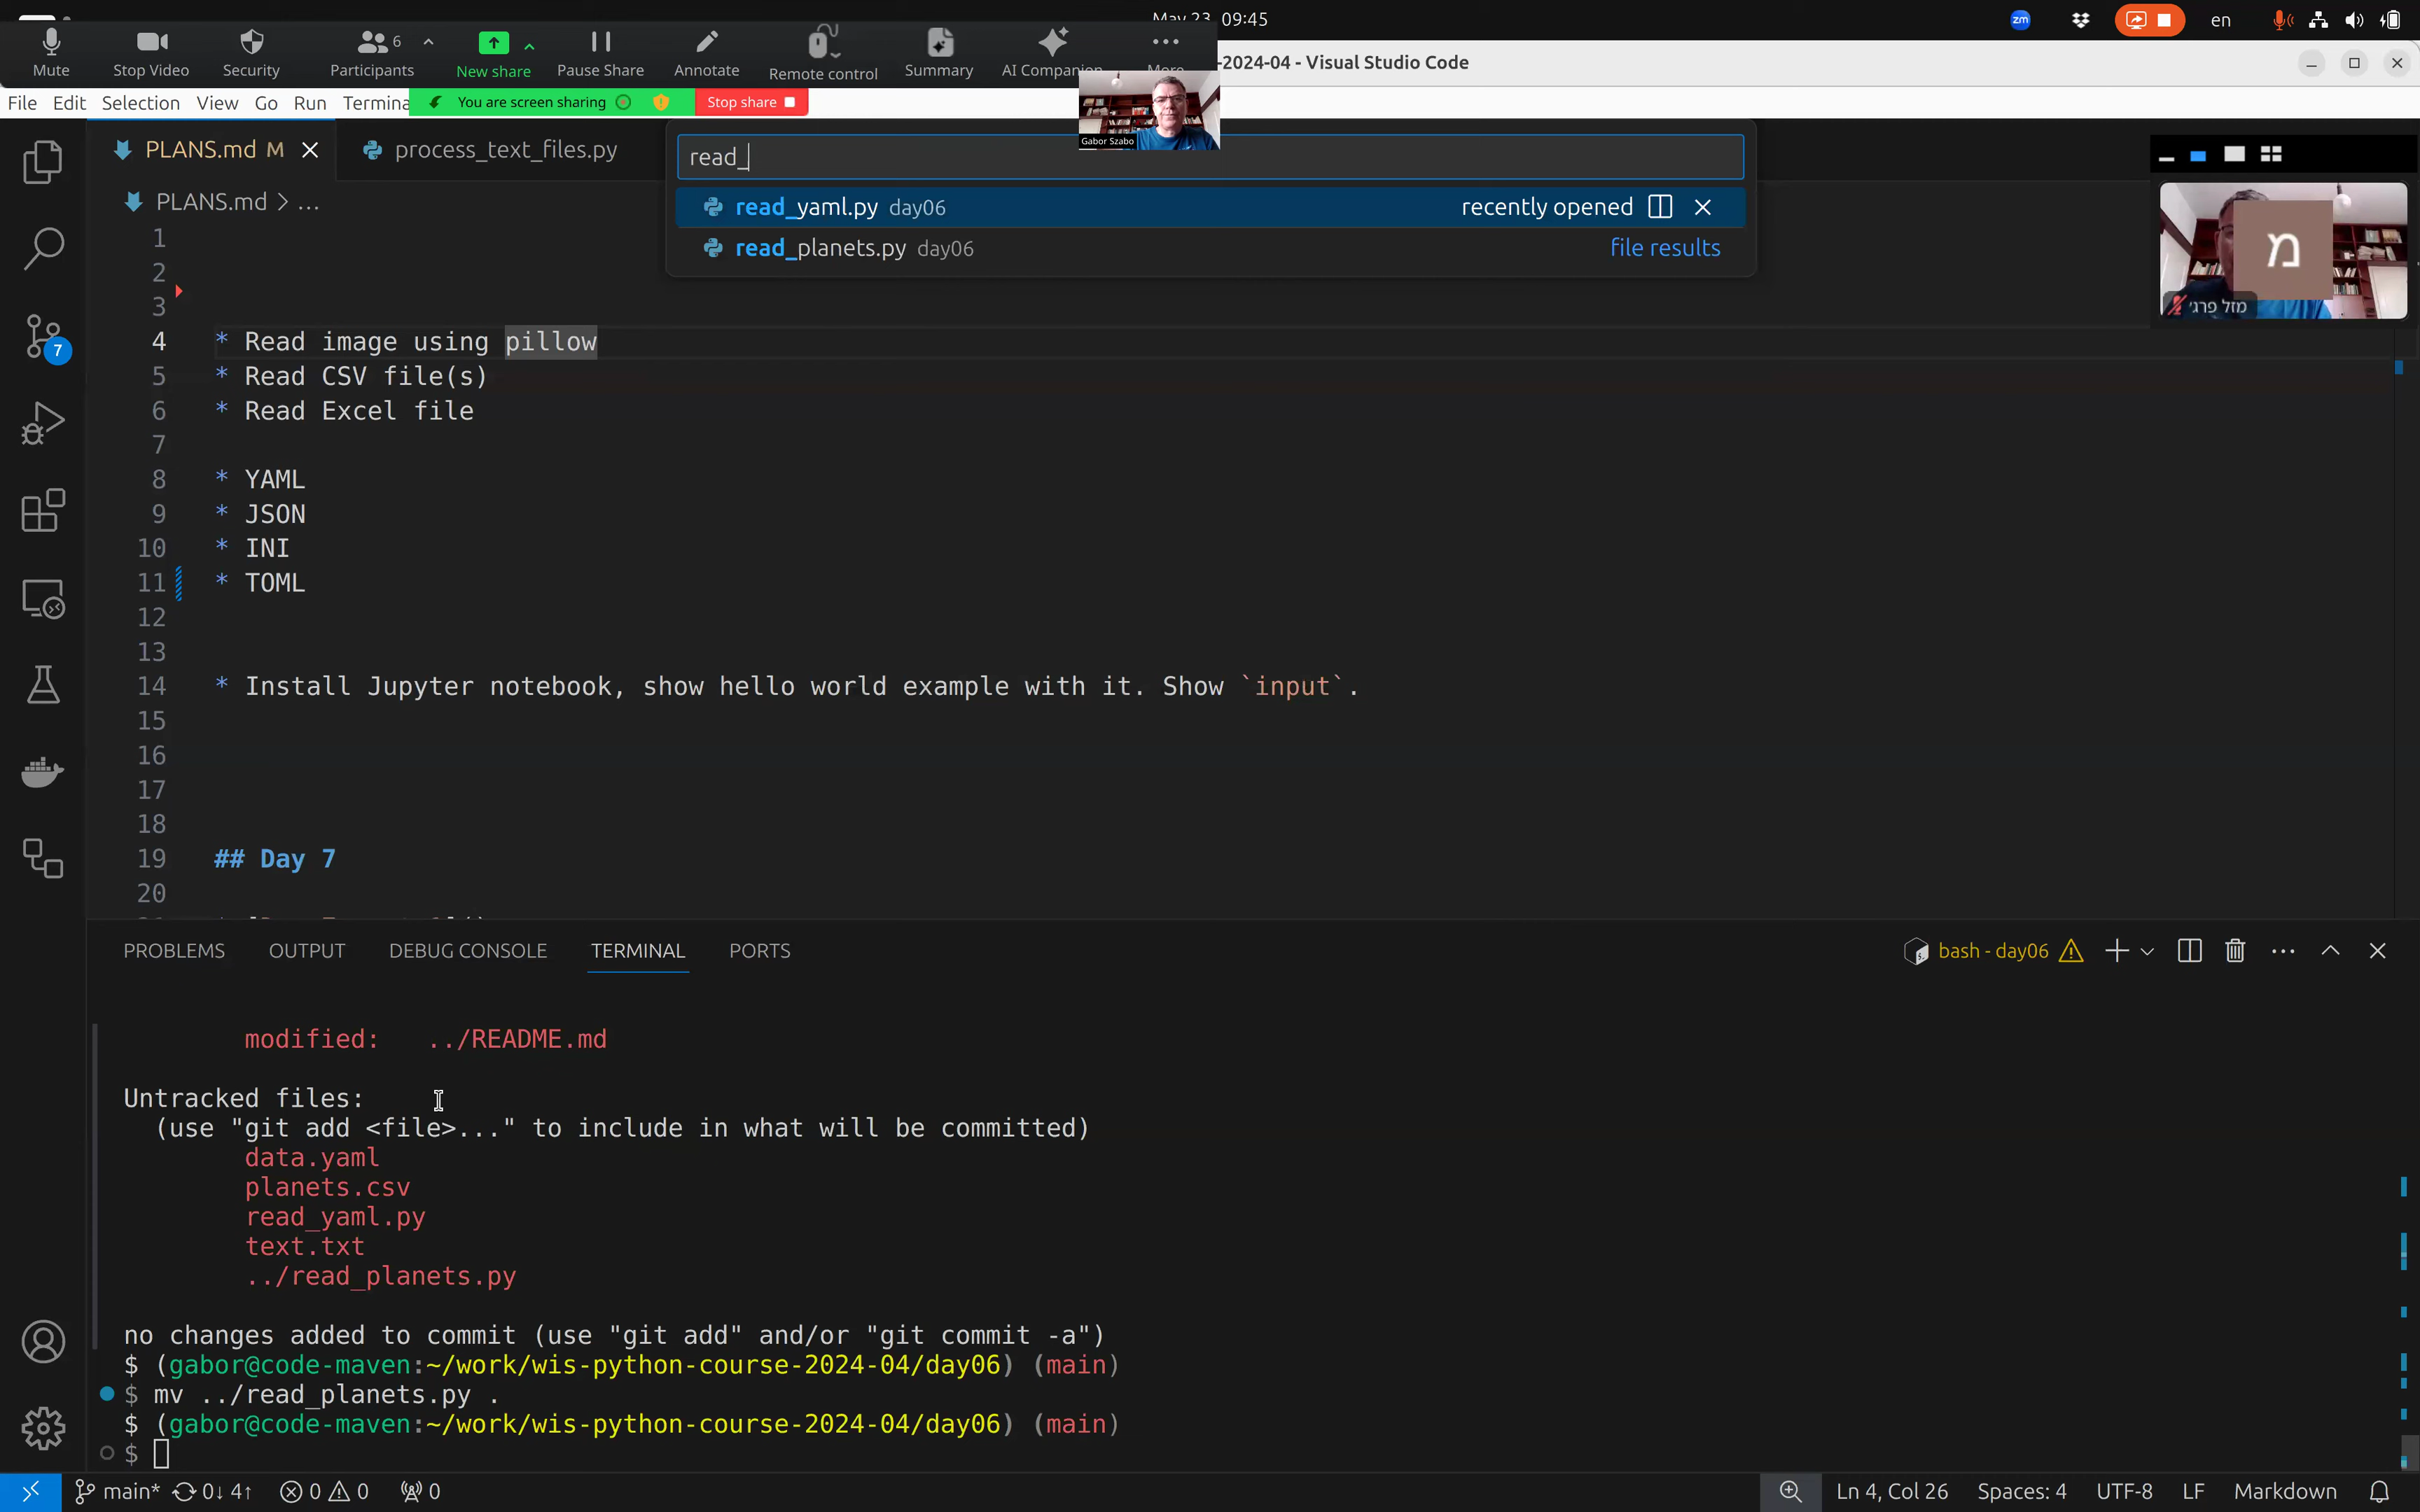 May 23 09:45
en
zm
Mute
Stop Video
Security
Participants
6
New share
Pause Share
Annotate
Remote control
Summary
AI Companion
More
-2024-04 - Visual Studio Code
File Edit Selection View Go Run Termina
You are screen sharing
Stop share
Gabor Szabo
PLANS.md M
process_text_files.py
read_
read_yaml.py day06 recently opened
read_planets.py day06 file results
מ
מזל פרג׳
PLANS.md > ...
1
2
3
4 * Read image using pillow
5 * Read CSV file(s)
6 * Read Excel file
7
8 * YAML
9 * JSON
10 * INI
11 * TOML
12
13
14 * Install Jupyter notebook, show hello world example with it. Show `input`.
15
16
17
18
19 ## Day 7
20
7
PROBLEMS OUTPUT DEBUG CONSOLE TERMINAL PORTS
bash - day06
modified: ../README.md
Untracked files:
(use "git add <file>..." to include in what will be committed)
data.yaml
planets.csv
read_yaml.py
text.txt
../read_planets.py
no changes added to commit (use "git add" and/or "git commit -a")
$ (gabor@code-maven:~/work/wis-python-course-2024-04/day06) (main)
$ mv ../read_planets.py .
$ (gabor@code-maven:~/work/wis-python-course-2024-04/day06) (main)
$
main* 0↓ 4↑ 0 0 0
Ln 4, Col 26 Spaces: 4 UTF-8 LF Markdown